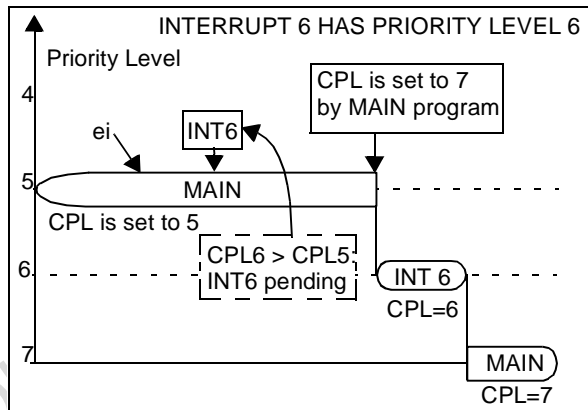 INTERRUPT 6 HAS PRIORITY LEVEL 6
Priority Level
CPL is set to 7
by MAIN program
4
ei
INT6
5
MAIN
CPL is set to 5
CPL6 > CPL5:
INT6 pending
6
INT 6
CPL=6
7
MAIN
CPL=7